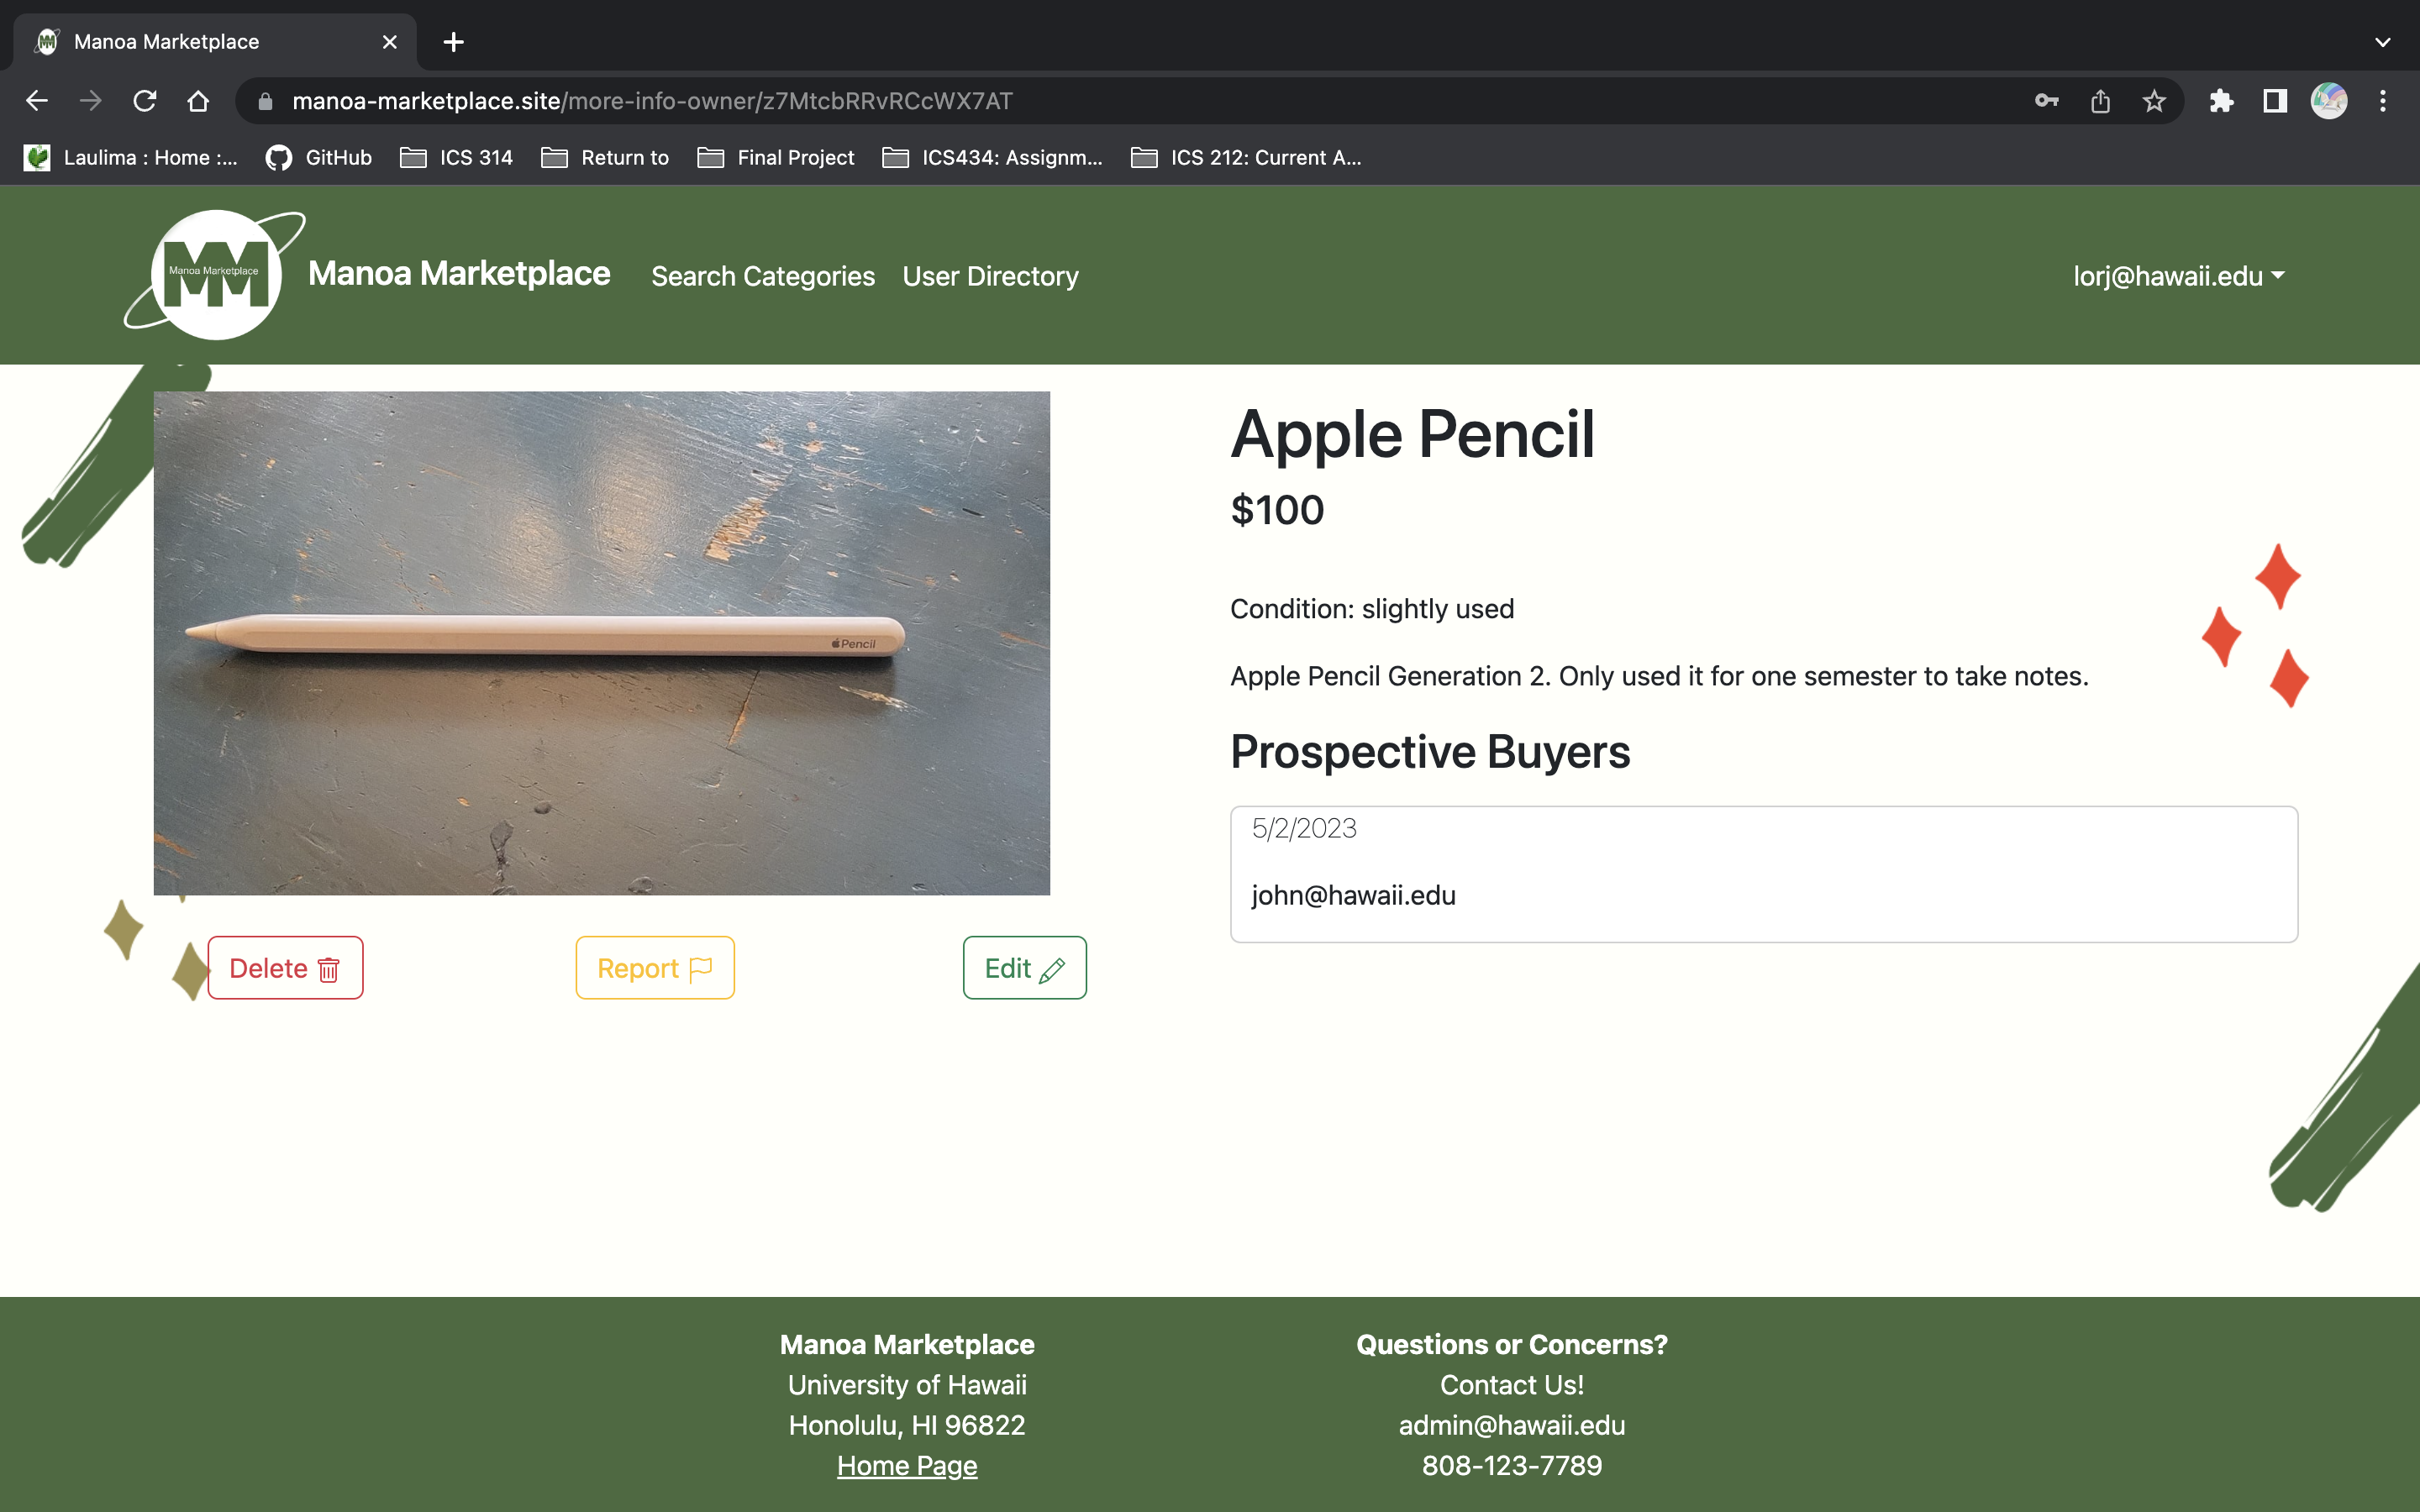 Manoa Marketplace
manoa-marketplace.site/more-info-owner/z7MtcbRRvRCcWX7AT
Laulima : Home :... GitHub ICS 314 Return to Final Project ICS434: Assignm... ICS 212: Current A...
MM
Manoa Marketplace
Manoa Marketplace Search Categories User Directory lorj@hawaii.edu
Pencil
Apple Pencil
$100
Condition: slightly used
Apple Pencil Generation 2. Only used it for one semester to take notes.
Prospective Buyers
5/2/2023
john@hawaii.edu
Delete Report Edit
Manoa Marketplace
University of Hawaii
Honolulu, HI 96822
Home Page
Questions or Concerns?
Contact Us!
admin@hawaii.edu
808-123-7789